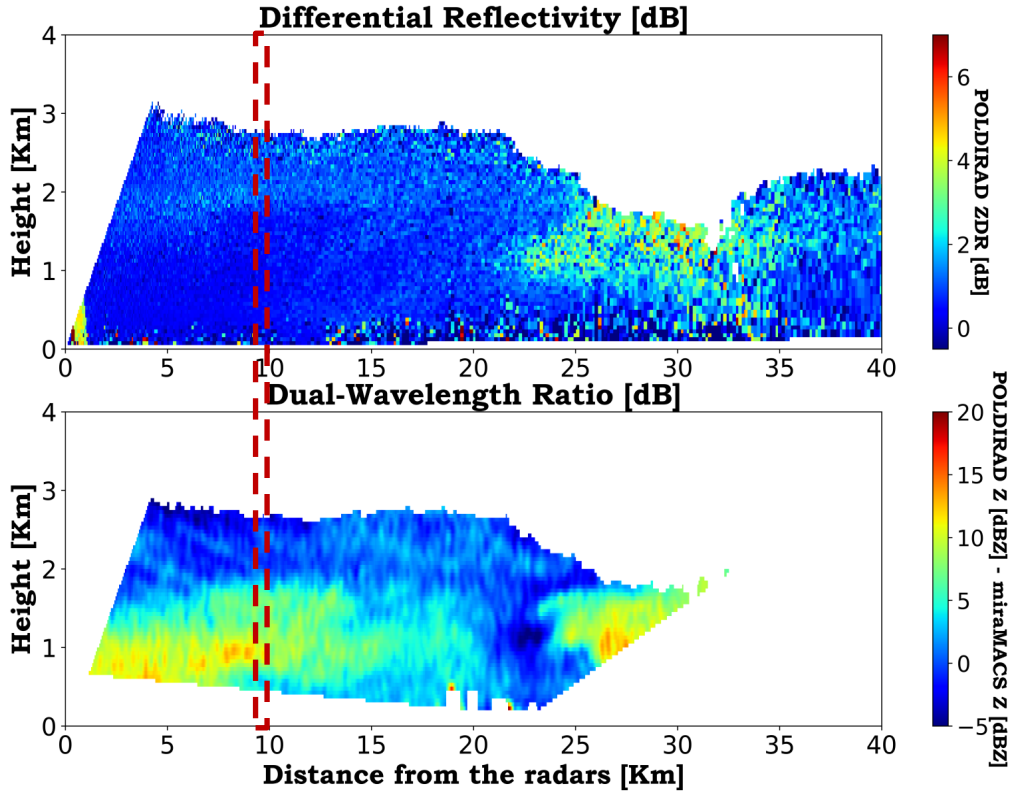 Differential Reflectivity [dB]
4
3
2
1
0
Height [Km]
0 5 10 15 20 25 30 35 40
6
4
2
0
POLDIRAD ZDR [dB]
Dual-Wavelength Ratio [dB]
4
3
2
1
0
Height [Km]
0 5 10 15 20 25 30 35 40
Distance from the radars [Km]
20
15
10
5
0
−5
POLDIRAD Z [dBZ] - miraMACS Z [dBZ]